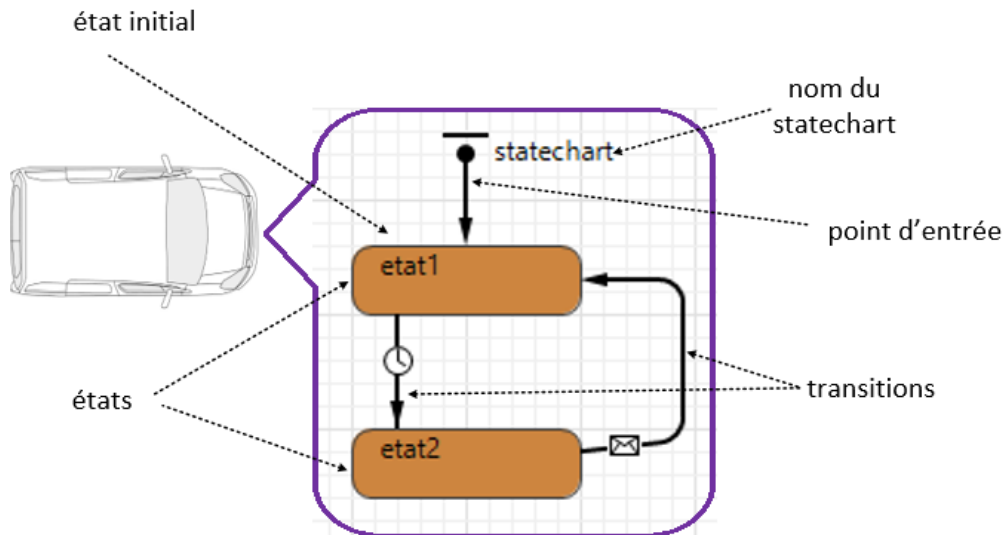 état initial
nom du
statechart
statechart
point d’entrée
etat1
états
transitions
etat2